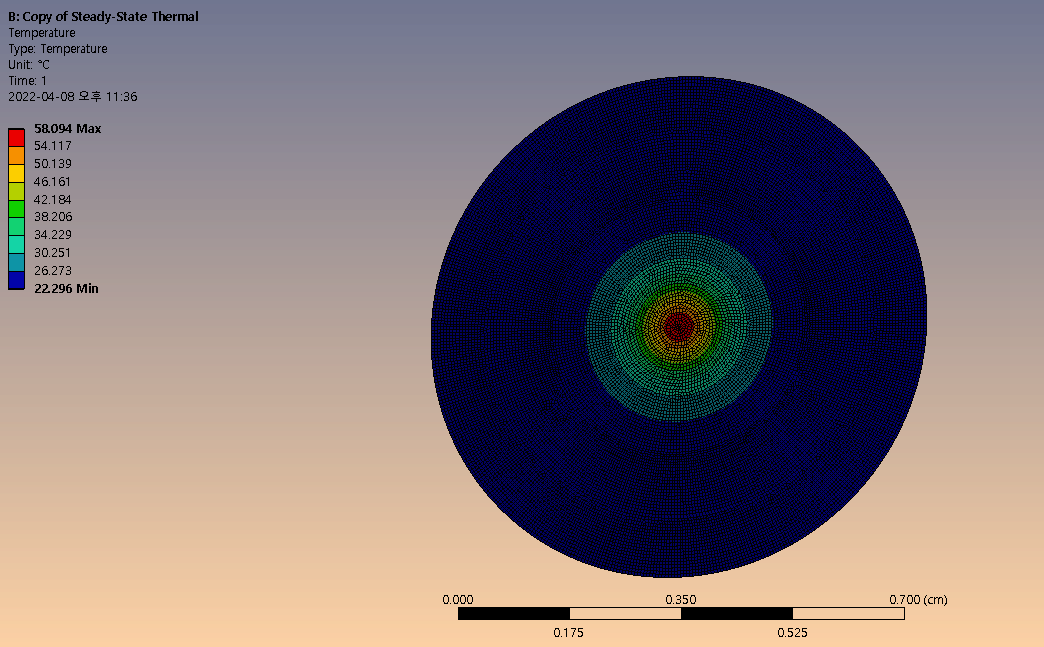 B: Copy of Steady-State Thermal
Temperature
Type: Temperature
Unit: °C
Time: 1
2022-04-08 오후 11:36
58.094 Max
54.117
50.139
46.161
42.184
38.206
34.229
30.251
26.273
22.296 Min
0.000
0.350
0.700 (cm)
0.175
0.525